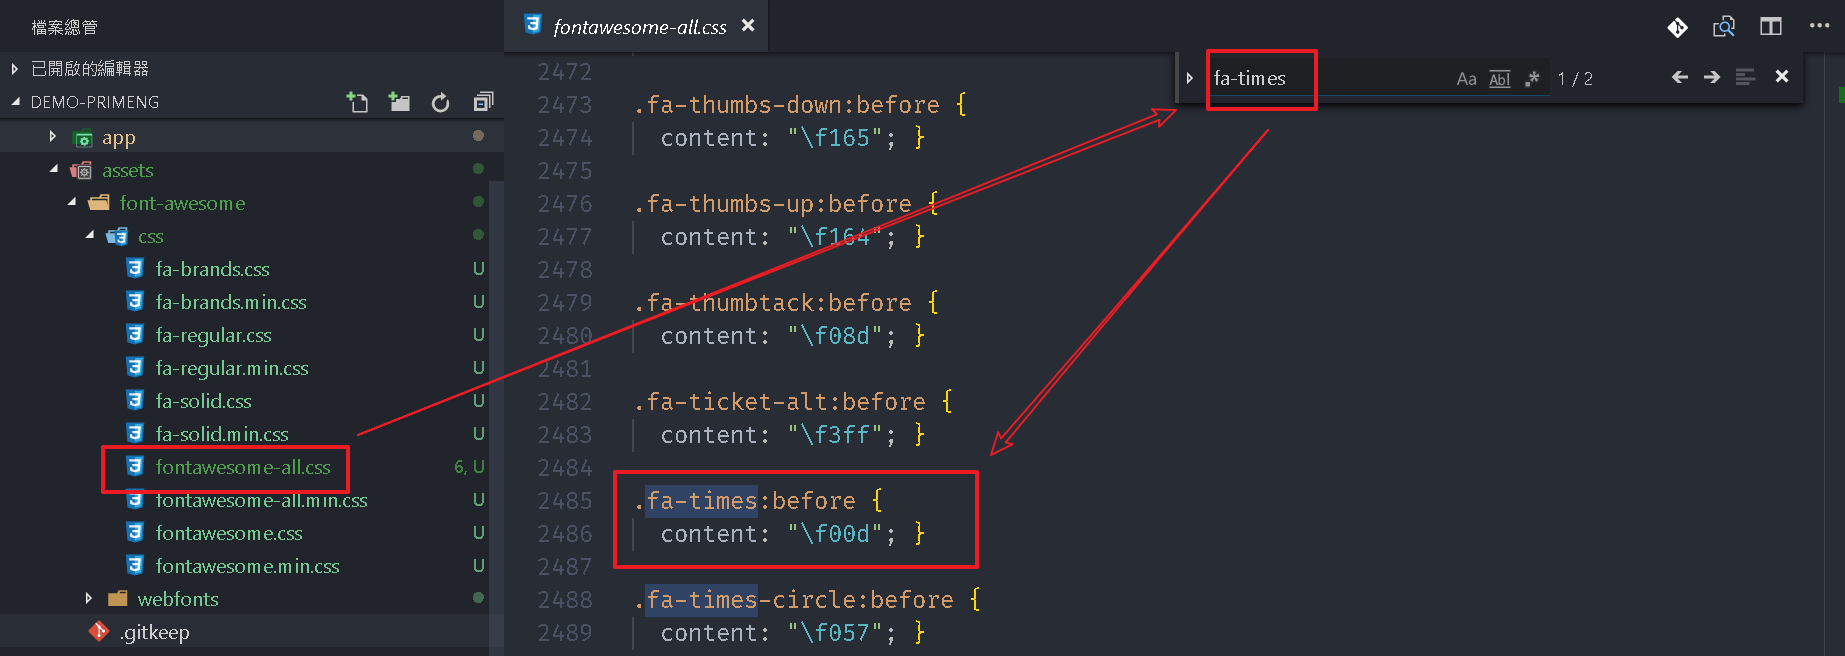 檔案總管
已開啟的編輯器
DEMO-PRIMENG
app
assets
font-awesome
css
fa-brands.css U
fa-brands.min.css U
fa-regular.css U
fa-regular.min.css U
fa-solid.css U
fa-solid.min.css U
fontawesome-all.css 6, U
fontawesome-all.min.css U
fontawesome.css U
fontawesome.min.css U
webfonts
.gitkeep
fontawesome-all.css
fa-times Aa Abl .* 1 / 2
2472
2473 .fa-thumbs-down:before {
2474 content: "\f165"; }
2475
2476 .fa-thumbs-up:before {
2477 content: "\f164"; }
2478
2479 .fa-thumbtack:before {
2480 content: "\f08d"; }
2481
2482 .fa-ticket-alt:before {
2483 content: "\f3ff"; }
2484
2485 .fa-times:before {
2486 content: "\f00d"; }
2487
2488 .fa-times-circle:before {
2489 content: "\f057"; }